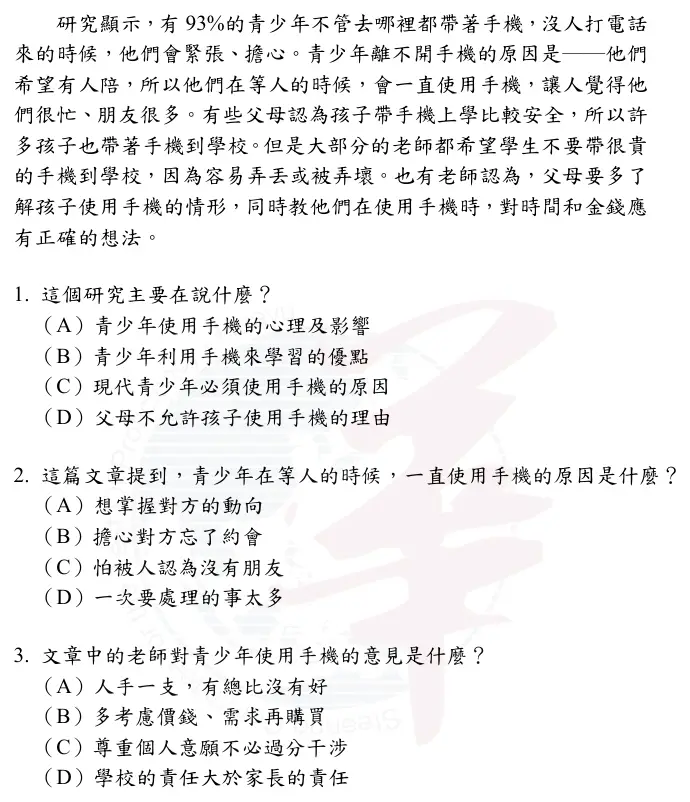 研究顯示，有 93%的青少年不管去哪裡都帶著手機，沒人打電話
來的時候，他們會緊張、擔心。青少年離不開手機的原因是——他們
希望有人陪，所以他們在等人的時候，會一直使用手機，讓人覺得他
們很忙、朋友很多。有些父母認為孩子帶手機上學比較安全，所以許
多孩子也帶著手機到學校。但是大部分的老師都希望學生不要帶很貴
的手機到學校，因為容易弄丟或被弄壞。也有老師認為，父母要多了
解孩子使用手機的情形，同時教他們在使用手機時，對時間和金錢應
有正確的想法。
1. 這個研究主要在說什麼？
（A）青少年使用手機的心理及影響
（B）青少年利用手機來學習的優點
（C）現代青少年必須使用手機的原因
（D）父母不允許孩子使用手機的理由
2. 這篇文章提到，青少年在等人的時候，一直使用手機的原因是什麼？
（A）想掌握對方的動向
（B）擔心對方忘了約會
（C）怕被人認為沒有朋友
（D）一次要處理的事太多
3. 文章中的老師對青少年使用手機的意見是什麼？
（A）人手一支，有總比沒有好
（B）多考慮價錢、需求再購買
（C）尊重個人意願不必過分干涉
（D）學校的責任大於家長的責任